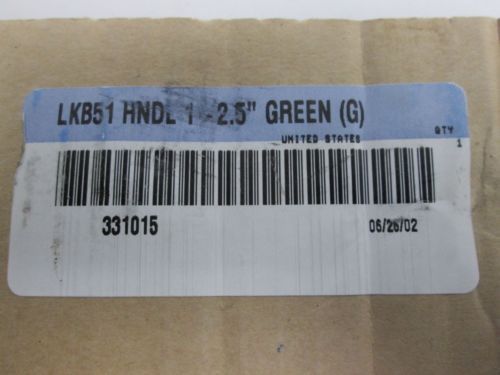 LKB51 HNDL 1 -2.5" GREEN (G)
UNITED STATES
QTY
1
331015
06/26/02